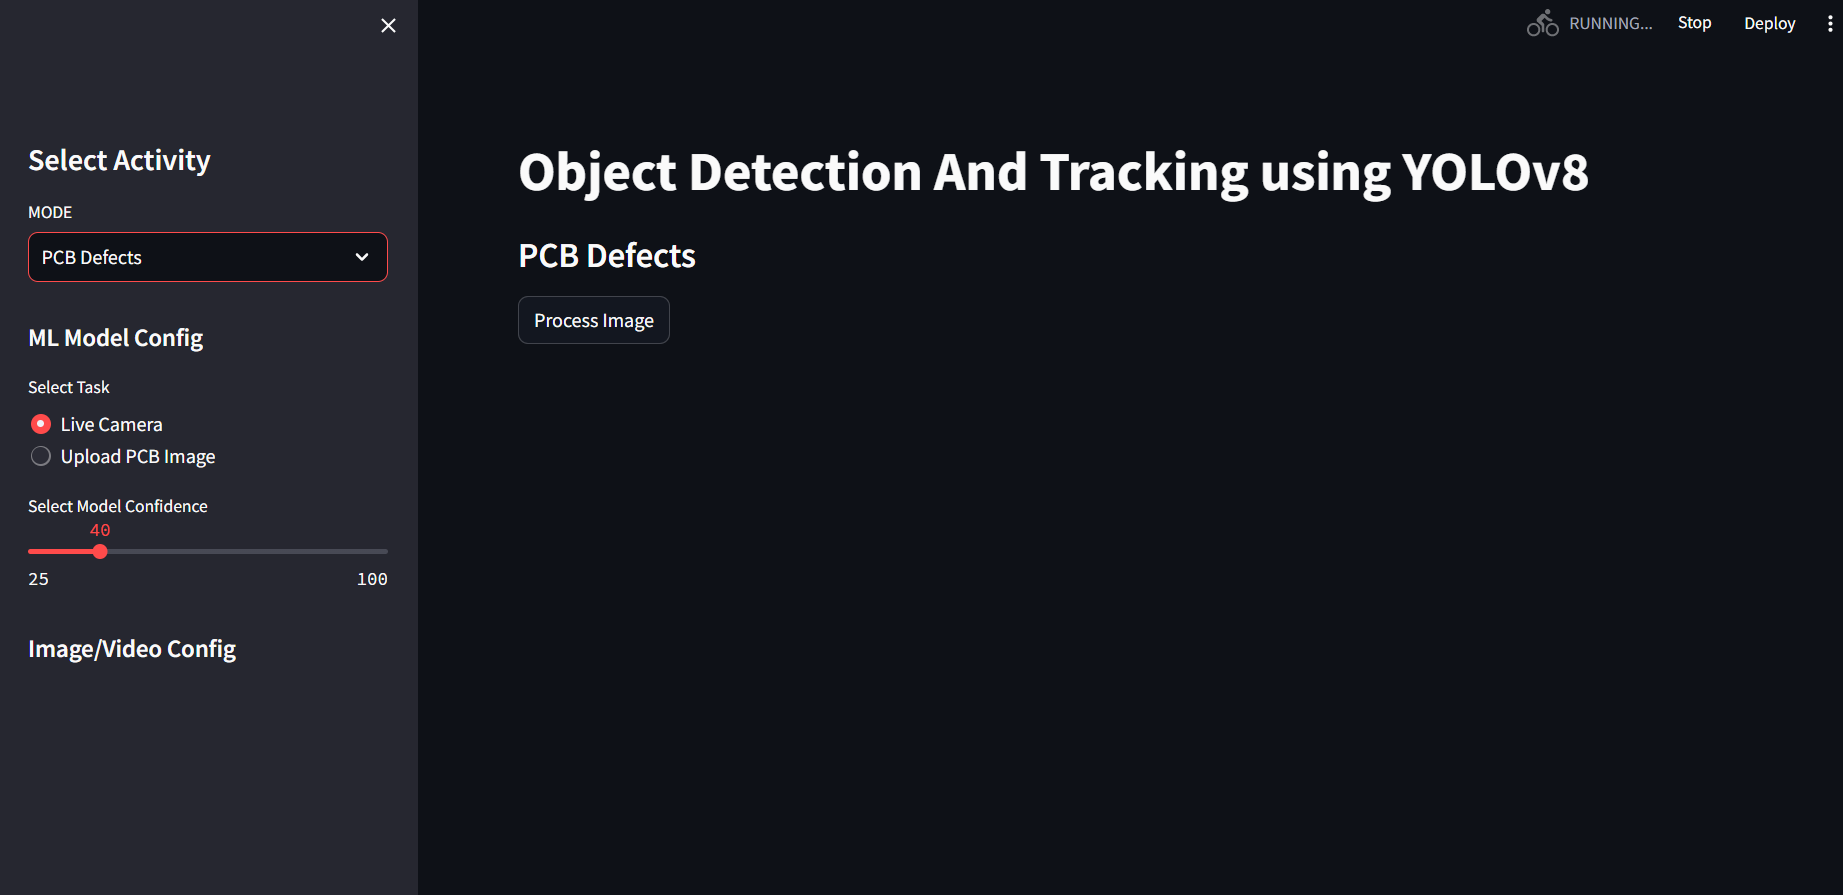 RUNNING...
Stop
Deploy
Select Activity
MODE
PCB Defects
ML Model Config
Select Task
Live Camera
Upload PCB Image
Select Model Confidence
40
25
100
Image/Video Config
Object Detection And Tracking using YOLOv8
PCB Defects
Process Image